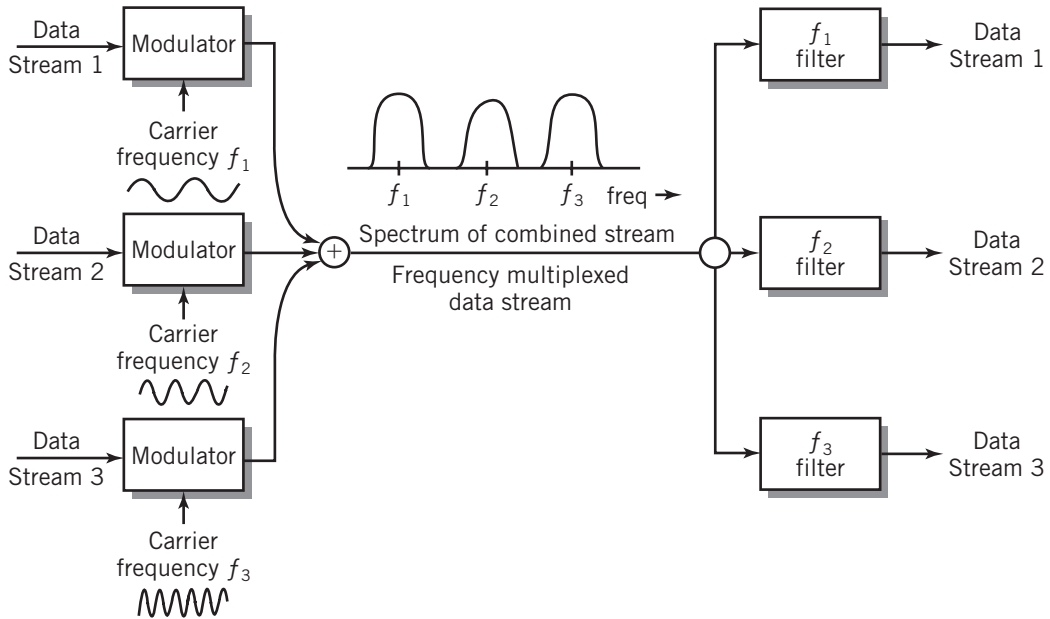 Data
Stream 1
Modulator
Carrier
frequency f1
Data
Stream 2
Modulator
Carrier
frequency f2
Data
Stream 3
Modulator
Carrier
frequency f3
+
f1
f2
f3
freq
Spectrum of combined stream
Frequency multiplexed
data stream
f1
filter
Data
Stream 1
f2
filter
Data
Stream 2
f3
filter
Data
Stream 3